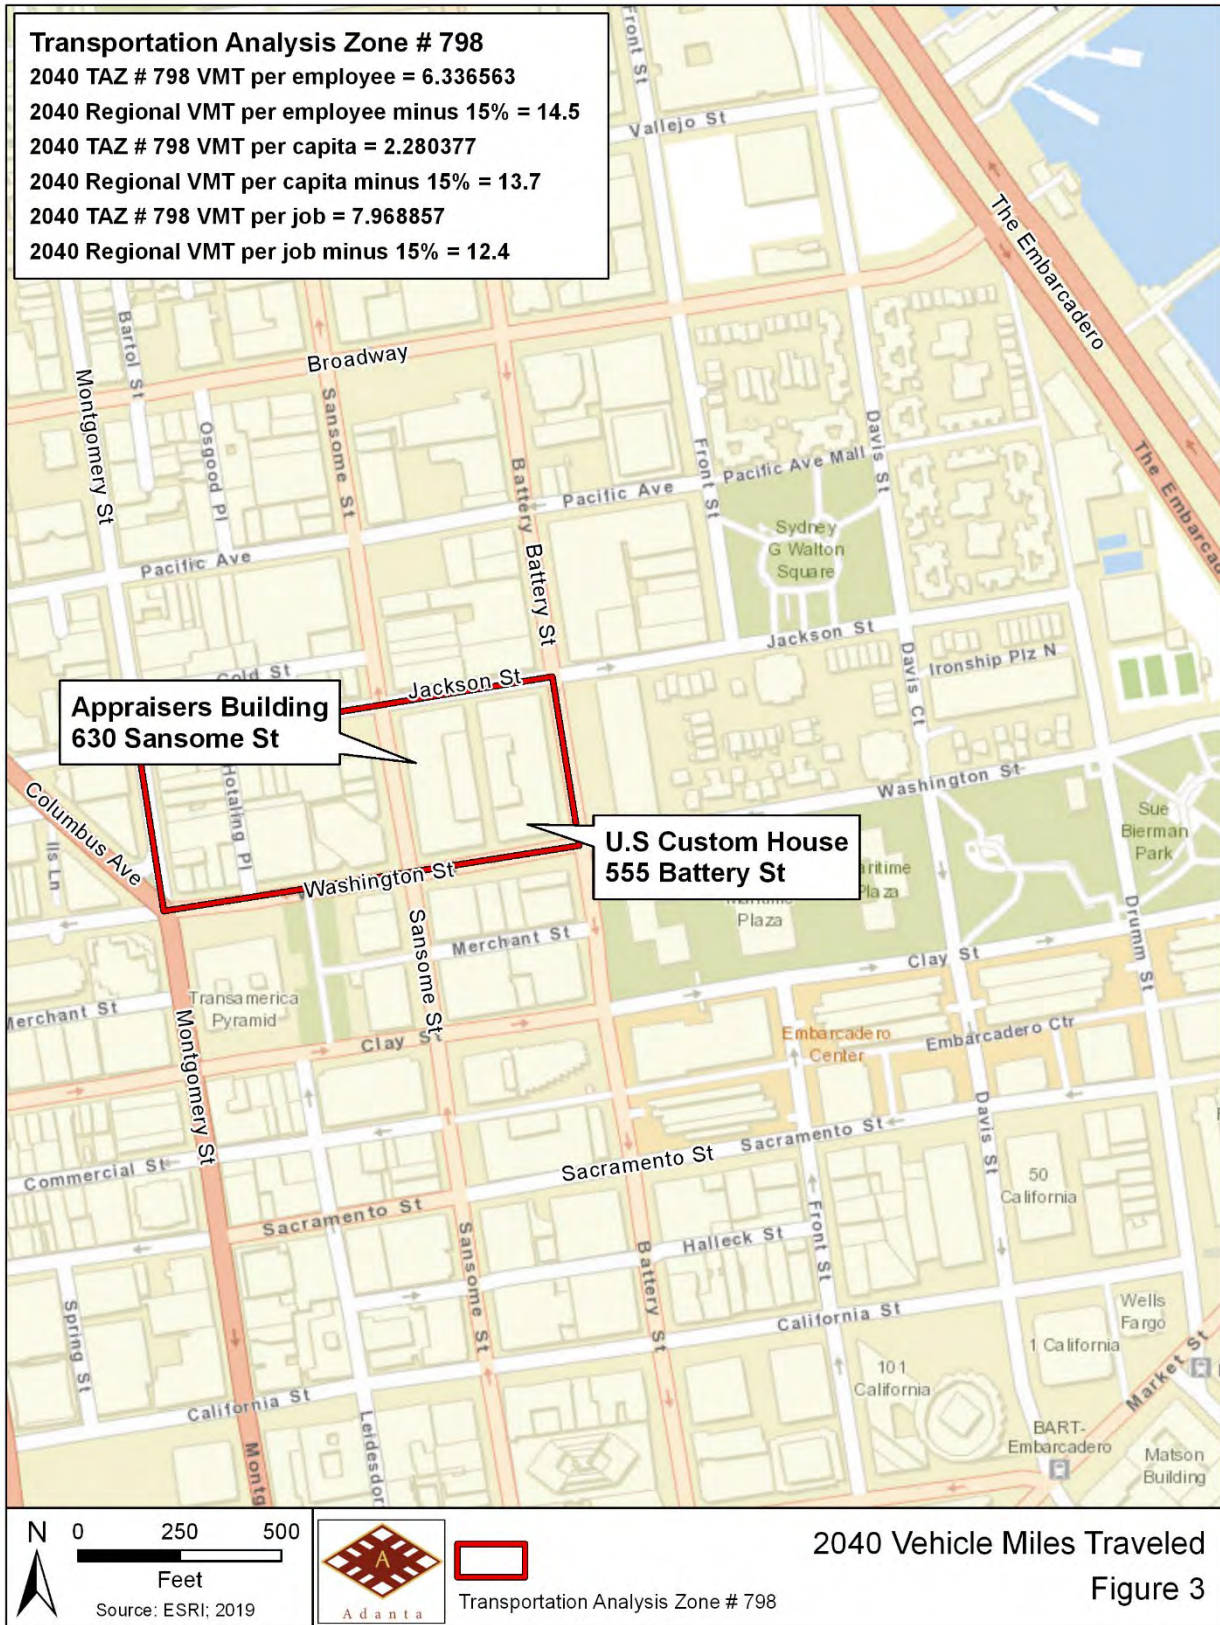 Transportation Analysis Zone # 798
2040 TAZ # 798 VMT per employee = 6.336563
2040 Regional VMT per employee minus 15% = 14.5
2040 TAZ # 798 VMT per capita = 2.280377
2040 Regional VMT per capita minus 15% = 13.7
2040 TAZ # 798 VMT per job = 7.968857
2040 Regional VMT per job minus 15% = 12.4
Front St
Vallejo St
The Embarcadero
Bartol St
Montgomery St
Broadway
Osgood Pl
Sansome St
Battery St
Front St
Davis St
Pacific Ave Mall
The Embarcad
Pacific Ave
Pacific Ave
Sydney
G Walton
Square
Battery St
Jackson St
Davis Ct
Ironship Plz N
Gold St
Jackson St
Appraisers Building
630 Sansome St
Hotaling Pl
Columbus Ave
Ils Ln
Washington St
Sue
Bierman
Park
U.S Custom House
555 Battery St
aritime
Plaza
Maritime
Plaza
Washington St
Sansome St
Merchant St
Clay St
Drumm St
Transamerica
Pyramid
Merchant St
Montgomery St
Clay St
Embarcadero
Center
Embarcadero Ctr
Davis St
Sacramento St
Commercial St
Sacramento St
50
California
Sacramento St
Sansome St
Battery St
Halleck St
Front St
Spring St
California St
Wells
Fargo
1 California
Market St
101
California
California St
Leidesdor
Montg
BART-
Embarcadero
Matson
Building
N
0 250 500
Feet
Source: ESRI; 2019
A
Adanta
Transportation Analysis Zone # 798
2040 Vehicle Miles Traveled
Figure 3